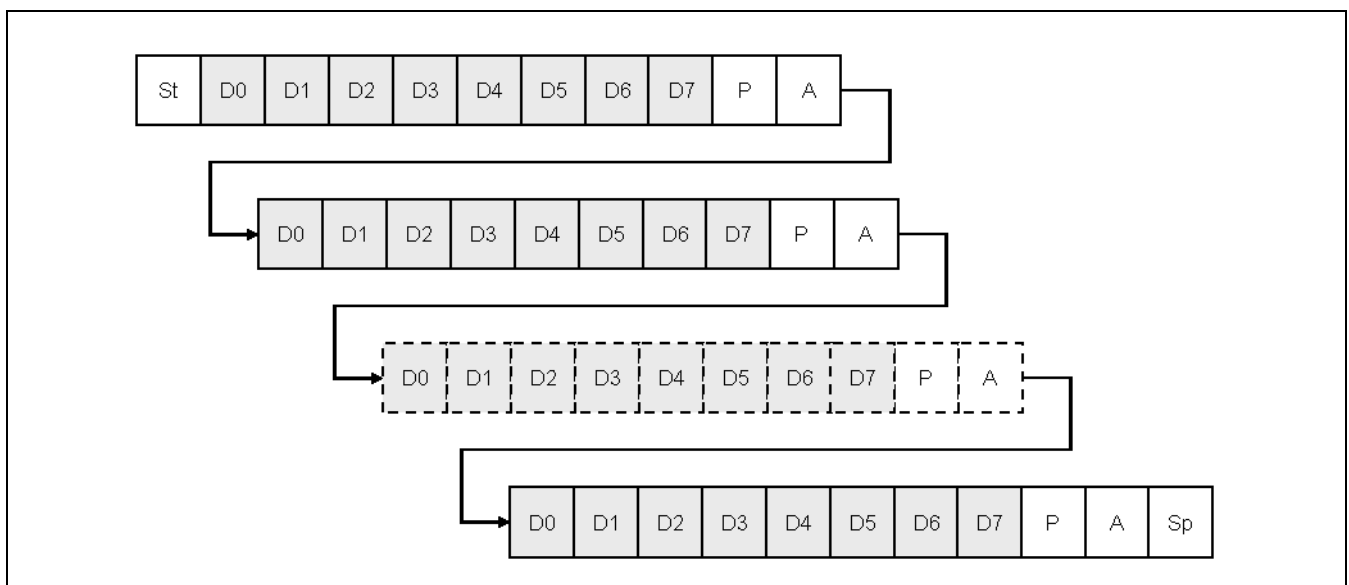 St D0 D1 D2 D3 D4 D5 D6 D7 P A
D0 D1 D2 D3 D4 D5 D6 D7 P A
D0 D1 D2 D3 D4 D5 D6 D7 P A
D0 D1 D2 D3 D4 D5 D6 D7 P A Sp